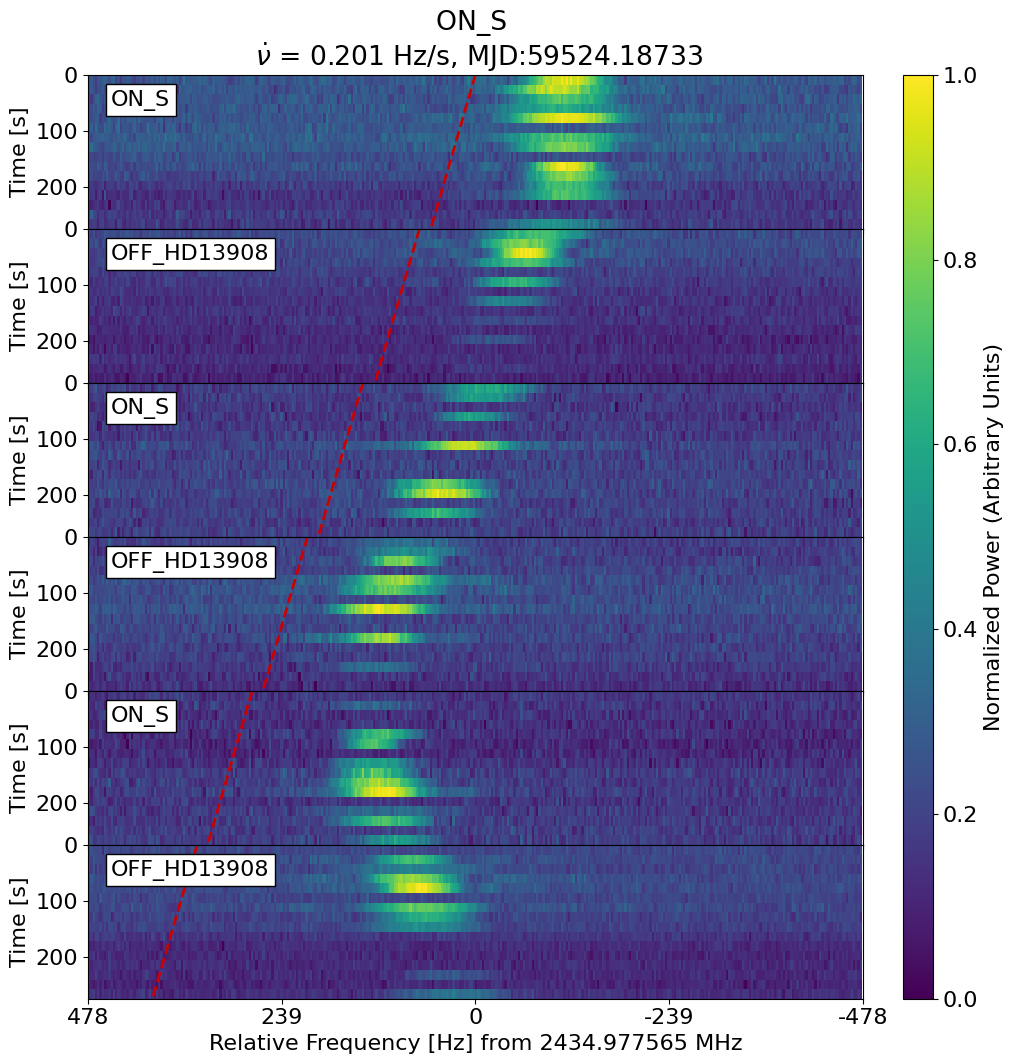 ON_S
ν̇ = 0.201 Hz/s, MJD:59524.18733
0
100
200
Time [s]
ON_S
0
100
200
Time [s]
OFF_HD13908
0
100
200
Time [s]
ON_S
0
100
200
Time [s]
OFF_HD13908
0
100
200
Time [s]
ON_S
0
100
200
Time [s]
OFF_HD13908
478
239
0
-239
-478
Relative Frequency [Hz] from 2434.977565 MHz
1.0
0.8
0.6
0.4
0.2
0.0
Normalized Power (Arbitrary Units)